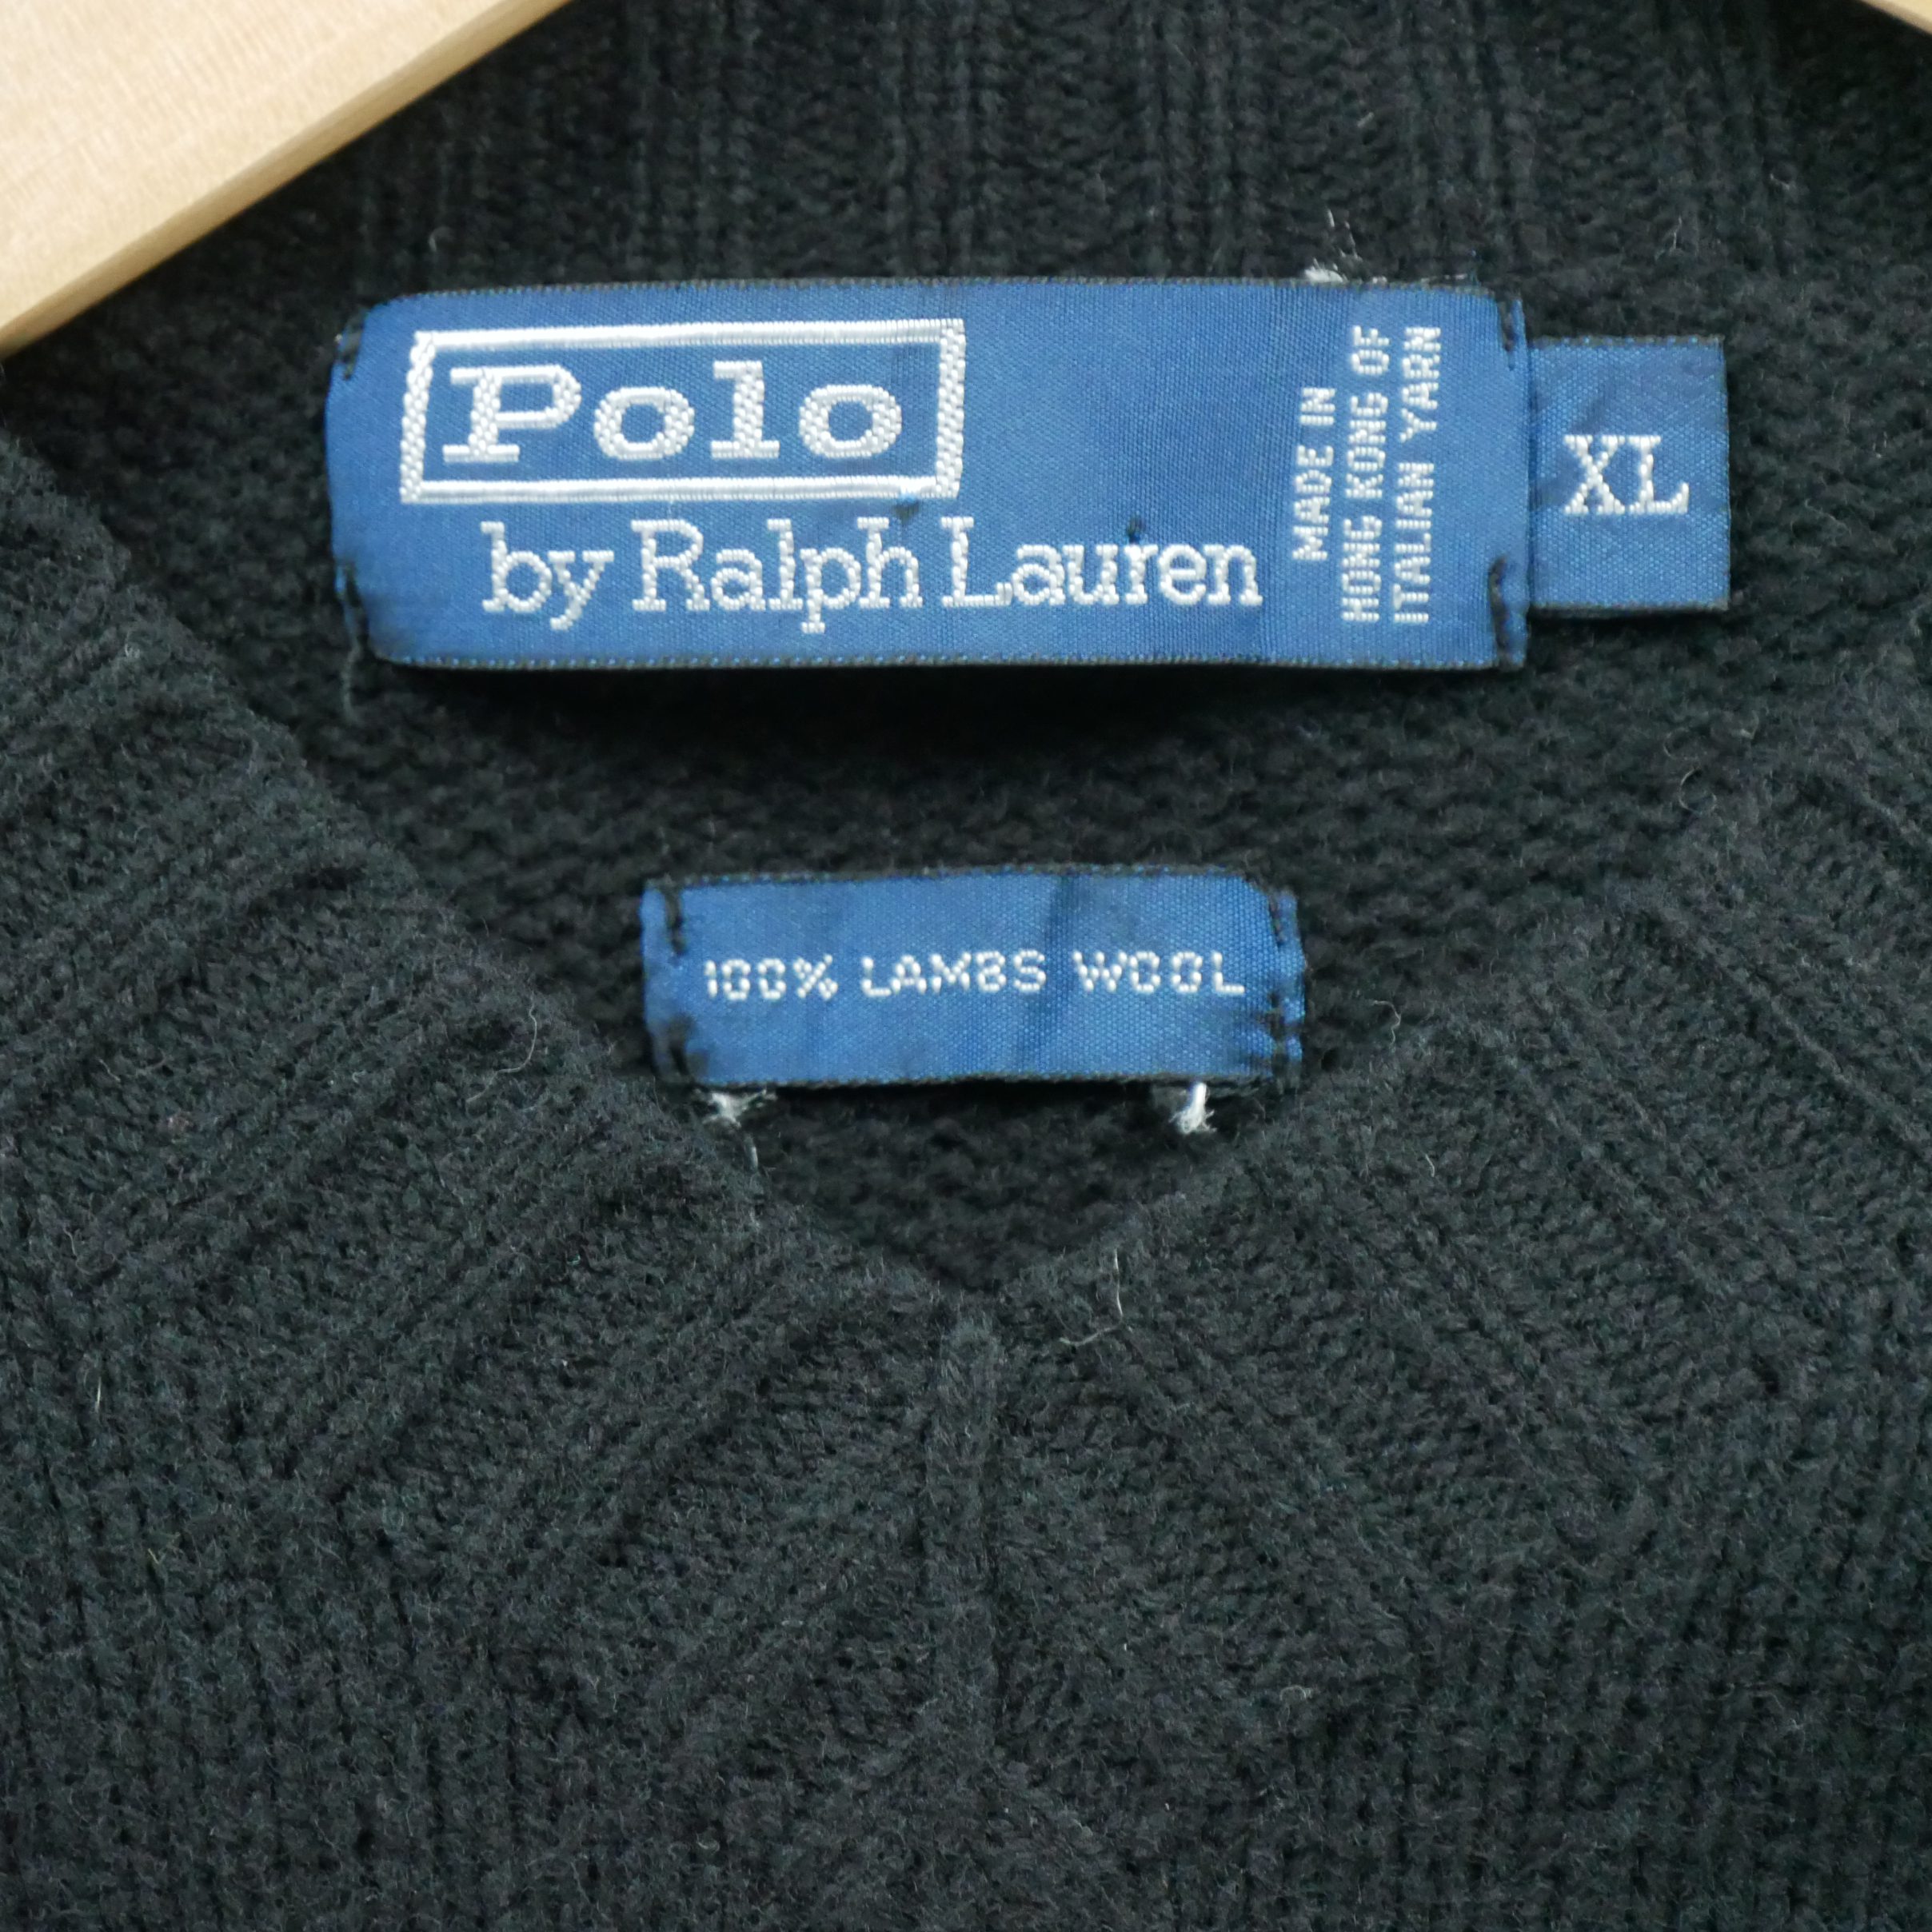 Polo
by Ralph Lauren
MADE IN
HONG KONG OF
ITALIAN YARN
XL
100% LAMBS WOOL